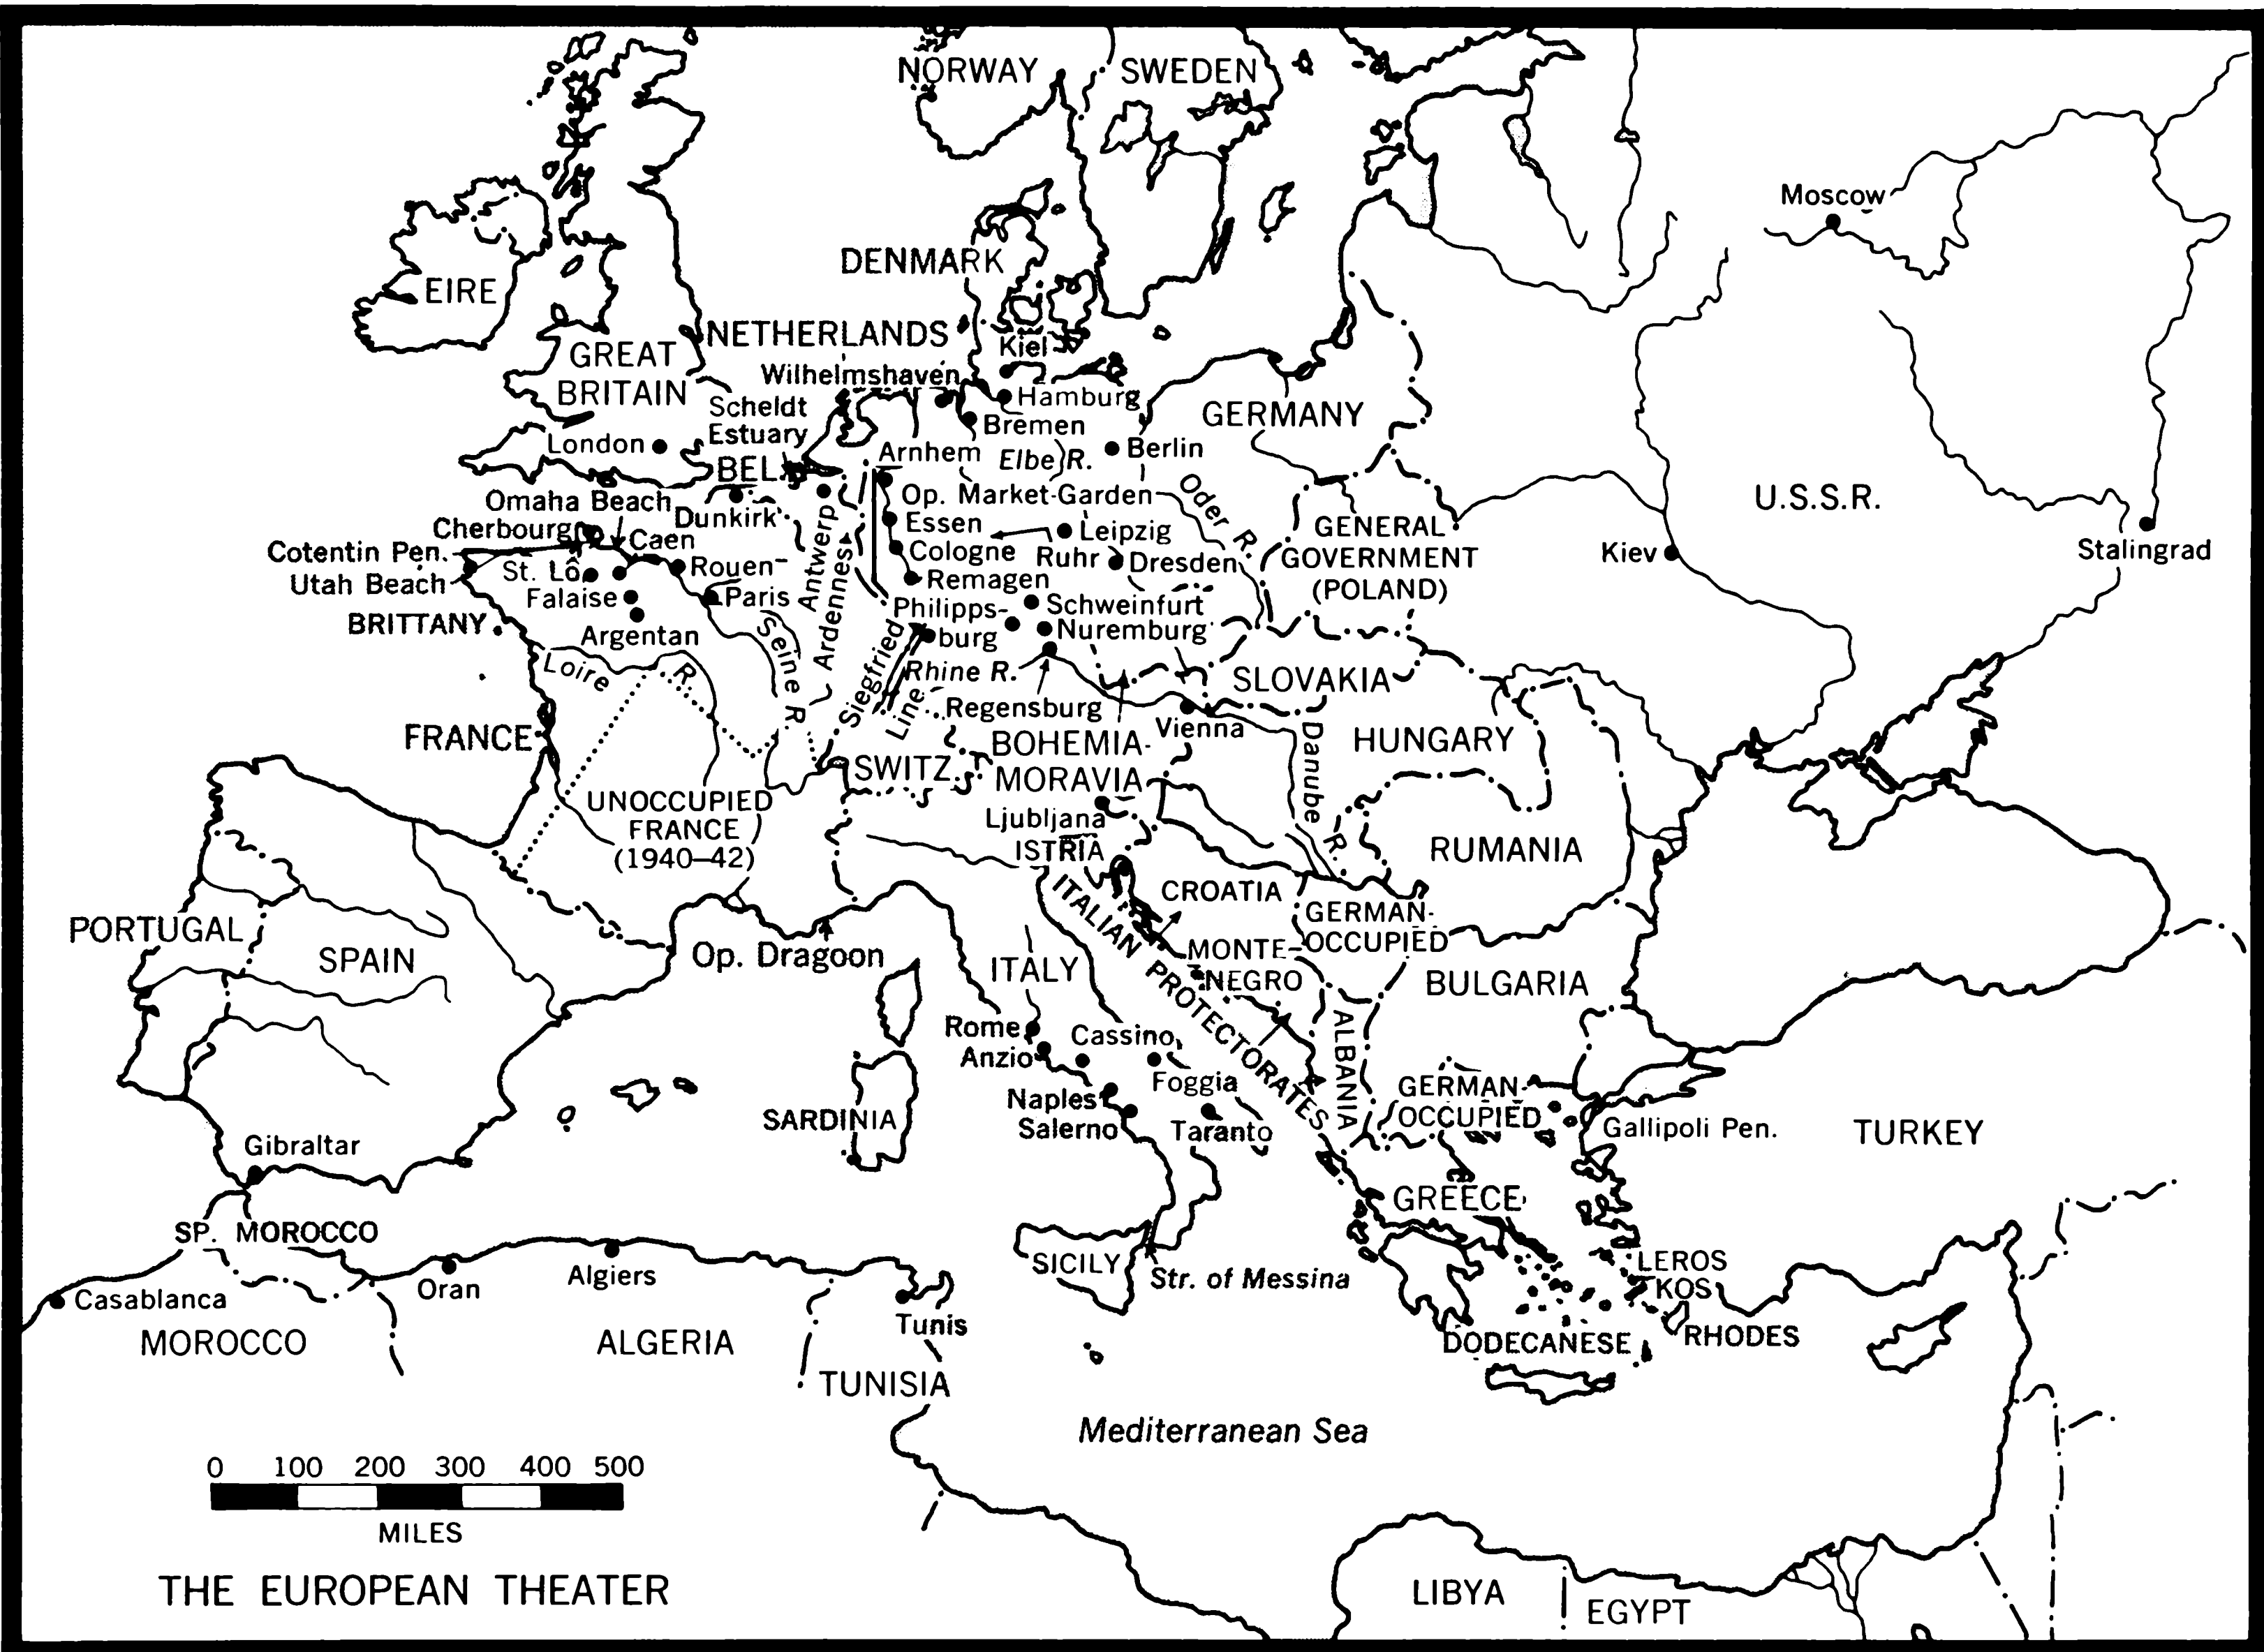 NORWAY
SWEDEN
Moscow
DENMARK
EIRE
NETHERLANDS
Kiel
GREAT
BRITAIN
Wilhelmshaven
Hamburg
Scheldt
Estuary
GERMANY
Bremen
London
Arnhem
Elbe R.
Berlin
BEL.
Omaha Beach
Op. Market-Garden
Oder R.
U.S.S.R.
Dunkirk
Cherbourg
Essen
Leipzig
GENERAL
GOVERNMENT
(POLAND)
Caen
Cotentin Pen.
Cologne
Ruhr
Dresden
Kiev
Stalingrad
Utah Beach
St. Lô
Rouen
Antwerp
Remagen
Falaise
Paris
Ardennes
Philipps-
burg
Schweinfurt
BRITTANY
Nuremburg
Argentan
Seine R.
Loire R.
Siegfried
Line
Rhine R.
SLOVAKIA
Regensburg
Vienna
FRANCE
BOHEMIA-
MORAVIA
Danube R.
HUNGARY
SWITZ.
UNOCCUPIED
FRANCE
(1940–42)
Ljubljana
ISTRIA
RUMANIA
CROATIA
PORTUGAL
SPAIN
GERMAN-
OCCUPIED
Op. Dragoon
ITALY
ITALIAN PROTECTORATES
MONTE-
NEGRO
BULGARIA
Rome
Anzio
Cassino
ALBANIA
Foggia
GERMAN-
OCCUPIED
Naples
Salerno
SARDINIA
Taranto
Gallipoli Pen.
TURKEY
Gibraltar
GREECE
SP. MOROCCO
SICILY
Str. of Messina
LEROS
KOS
Oran
Algiers
Casablanca
Tunis
MOROCCO
ALGERIA
DODECANESE
RHODES
TUNISIA
Mediterranean Sea
0 100 200 300 400 500
MILES
THE EUROPEAN THEATER
LIBYA
EGYPT